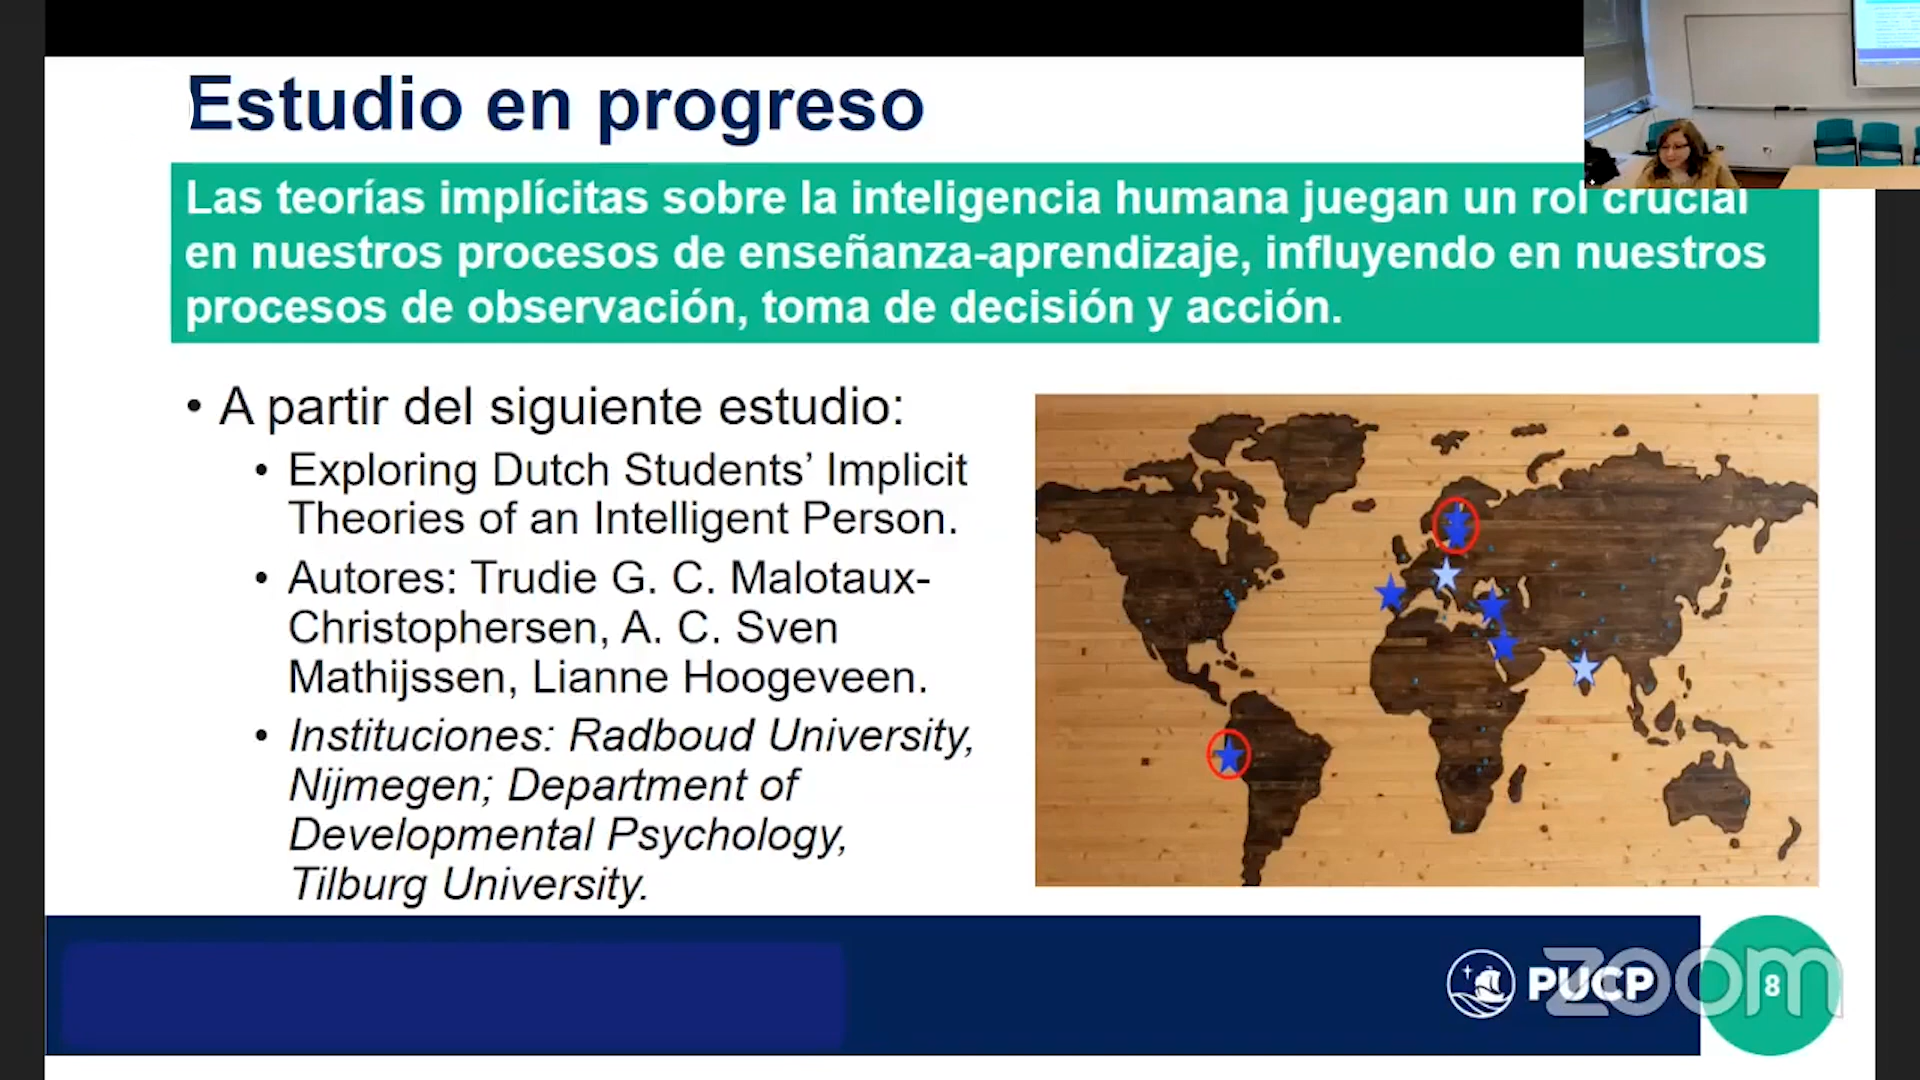 Estudio en progreso
Las teorías implícitas sobre la inteligencia humana juegan un rol crucial
en nuestros procesos de enseñanza-aprendizaje, influyendo en nuestros
procesos de observación, toma de decisión y acción.
• A partir del siguiente estudio:
• Exploring Dutch Students’ Implicit
Theories of an Intelligent Person.
• Autores: Trudie G. C. Malotaux-
Christophersen, A. C. Sven
Mathijssen, Lianne Hoogeveen.
• Instituciones: Radboud University,
Nijmegen; Department of
Developmental Psychology,
Tilburg University.
PUCP
zoom
8